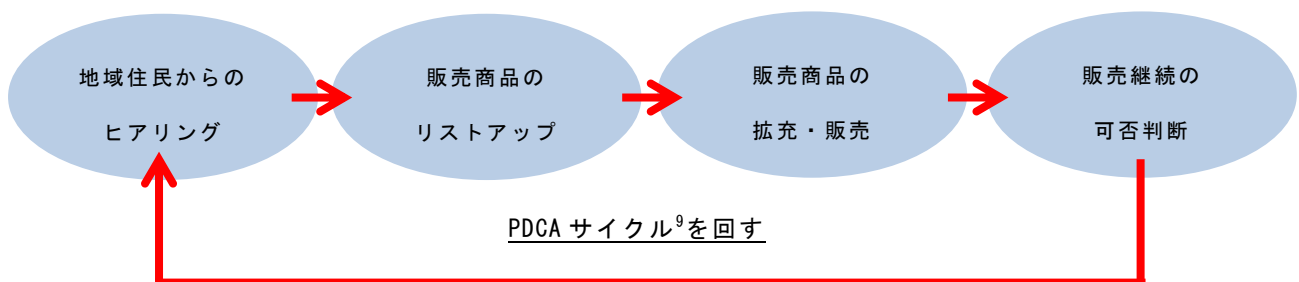 地域住民からの
ヒアリング
販売商品の
リストアップ
販売商品の
拡充・販売
販売継続の
可否判断
PDCA サイクル9を回す